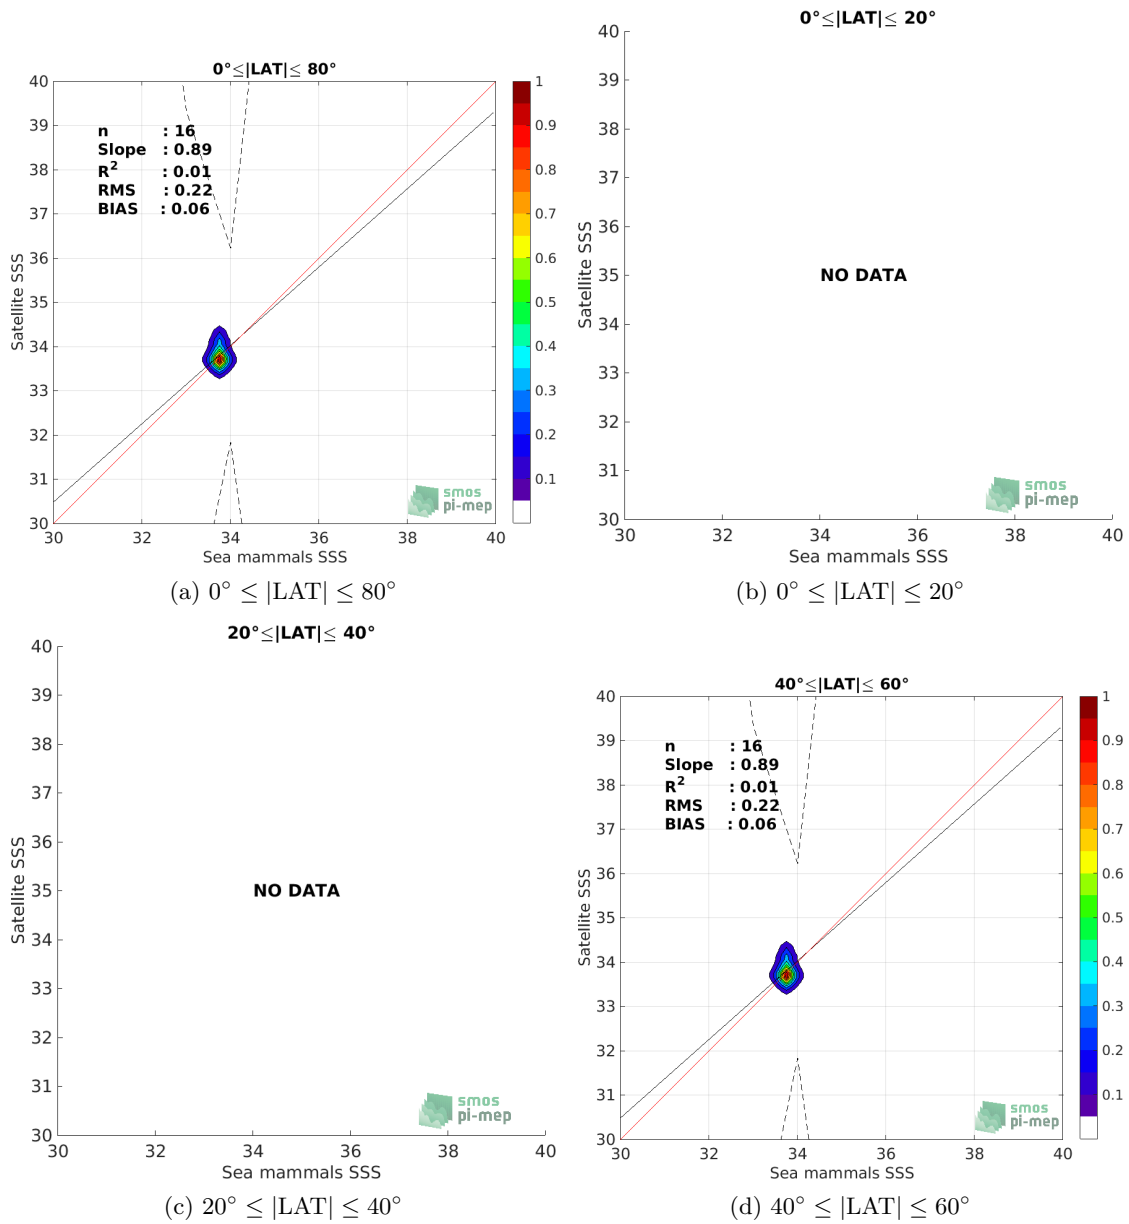 0°≤|LAT|≤ 80°
40
39
38
37
36
35
34
33
32
31
30
Satellite SSS
n : 16
Slope : 0.89
R² : 0.01
RMS : 0.22
BIAS : 0.06
smos
pi-mep
30 32 34 36 38 40
Sea mammals SSS
1
0.9
0.8
0.7
0.6
0.5
0.4
0.3
0.2
0.1
(a) 0° ≤ |LAT| ≤ 80°
0°≤|LAT|≤ 20°
40
39
38
37
36
35
34
33
32
31
30
Satellite SSS
NO DATA
smos
pi-mep
30 32 34 36 38 40
Sea mammals SSS
(b) 0° ≤ |LAT| ≤ 20°
20°≤|LAT|≤ 40°
40
39
38
37
36
35
34
33
32
31
30
Satellite SSS
NO DATA
smos
pi-mep
30 32 34 36 38 40
Sea mammals SSS
(c) 20° ≤ |LAT| ≤ 40°
40°≤|LAT|≤ 60°
40
39
38
37
36
35
34
33
32
31
30
Satellite SSS
n : 16
Slope : 0.89
R² : 0.01
RMS : 0.22
BIAS : 0.06
smos
pi-mep
30 32 34 36 38 40
Sea mammals SSS
1
0.9
0.8
0.7
0.6
0.5
0.4
0.3
0.2
0.1
(d) 40° ≤ |LAT| ≤ 60°